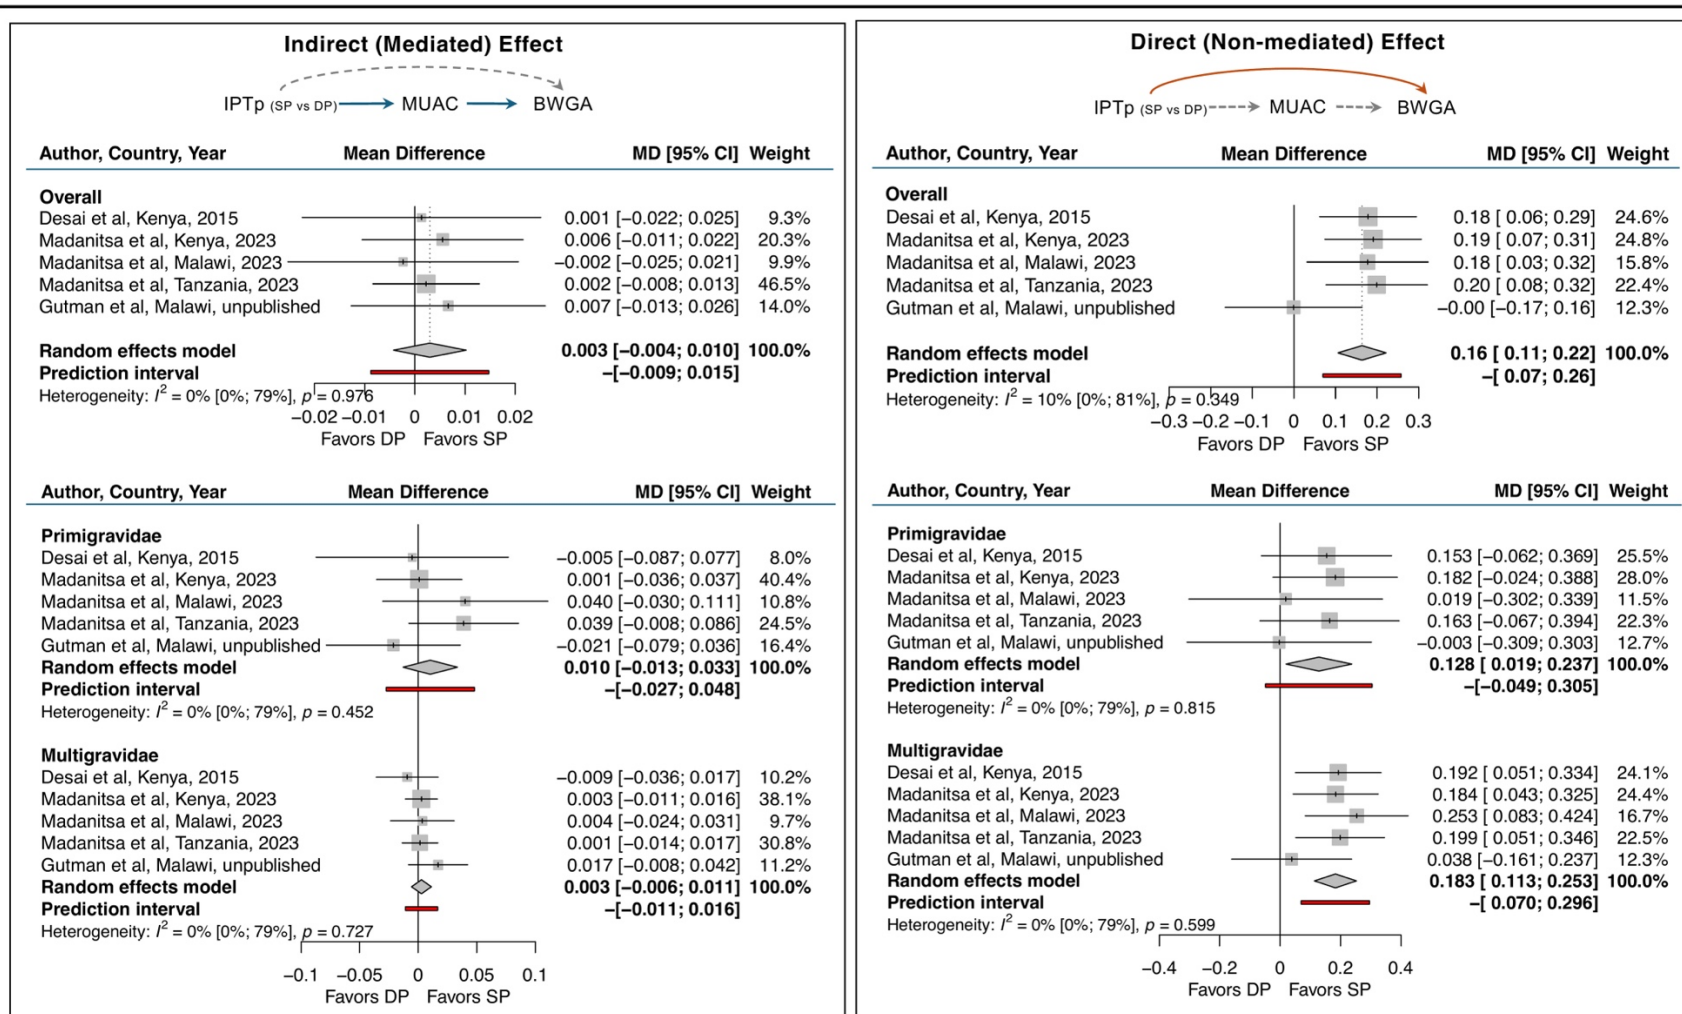 Indirect (Mediated) Effect
IPTp (SP vs DP) MUAC BWGA
Author, Country, Year Mean Difference MD [95% CI] Weight
Overall
Desai et al, Kenya, 2015 0.001 [−0.022; 0.025] 9.3%
Madanitsa et al, Kenya, 2023 0.006 [−0.011; 0.022] 20.3%
Madanitsa et al, Malawi, 2023 −0.002 [−0.025; 0.021] 9.9%
Madanitsa et al, Tanzania, 2023 0.002 [−0.008; 0.013] 46.5%
Gutman et al, Malawi, unpublished 0.007 [−0.013; 0.026] 14.0%
Random effects model 0.003 [−0.004; 0.010] 100.0%
Prediction interval −[−0.009; 0.015]
Heterogeneity: I² = 0% [0%; 79%], p = 0.976
−0.02 −0.01 0 0.01 0.02
Favors DP Favors SP
Author, Country, Year Mean Difference MD [95% CI] Weight
Primigravidae
Desai et al, Kenya, 2015 −0.005 [−0.087; 0.077] 8.0%
Madanitsa et al, Kenya, 2023 0.001 [−0.036; 0.037] 40.4%
Madanitsa et al, Malawi, 2023 0.040 [−0.030; 0.111] 10.8%
Madanitsa et al, Tanzania, 2023 0.039 [−0.008; 0.086] 24.5%
Gutman et al, Malawi, unpublished −0.021 [−0.079; 0.036] 16.4%
Random effects model 0.010 [−0.013; 0.033] 100.0%
Prediction interval −[−0.027; 0.048]
Heterogeneity: I² = 0% [0%; 79%], p = 0.452
Multigravidae
Desai et al, Kenya, 2015 −0.009 [−0.036; 0.017] 10.2%
Madanitsa et al, Kenya, 2023 0.003 [−0.011; 0.016] 38.1%
Madanitsa et al, Malawi, 2023 0.004 [−0.024; 0.031] 9.7%
Madanitsa et al, Tanzania, 2023 0.001 [−0.014; 0.017] 30.8%
Gutman et al, Malawi, unpublished 0.017 [−0.008; 0.042] 11.2%
Random effects model 0.003 [−0.006; 0.011] 100.0%
Prediction interval −[−0.011; 0.016]
Heterogeneity: I² = 0% [0%; 79%], p = 0.727
−0.1 −0.05 0 0.05 0.1
Favors DP Favors SP
Direct (Non-mediated) Effect
IPTp (SP vs DP) MUAC BWGA
Author, Country, Year Mean Difference MD [95% CI] Weight
Overall
Desai et al, Kenya, 2015 0.18 [ 0.06; 0.29] 24.6%
Madanitsa et al, Kenya, 2023 0.19 [ 0.07; 0.31] 24.8%
Madanitsa et al, Malawi, 2023 0.18 [ 0.03; 0.32] 15.8%
Madanitsa et al, Tanzania, 2023 0.20 [ 0.08; 0.32] 22.4%
Gutman et al, Malawi, unpublished −0.00 [−0.17; 0.16] 12.3%
Random effects model 0.16 [ 0.11; 0.22] 100.0%
Prediction interval −[ 0.07; 0.26]
Heterogeneity: I² = 10% [0%; 81%], p = 0.349
−0.3 −0.2 −0.1 0 0.1 0.2 0.3
Favors DP Favors SP
Author, Country, Year Mean Difference MD [95% CI] Weight
Primigravidae
Desai et al, Kenya, 2015 0.153 [−0.062; 0.369] 25.5%
Madanitsa et al, Kenya, 2023 0.182 [−0.024; 0.388] 28.0%
Madanitsa et al, Malawi, 2023 0.019 [−0.302; 0.339] 11.5%
Madanitsa et al, Tanzania, 2023 0.163 [−0.067; 0.394] 22.3%
Gutman et al, Malawi, unpublished −0.003 [−0.309; 0.303] 12.7%
Random effects model 0.128 [ 0.019; 0.237] 100.0%
Prediction interval −[−0.049; 0.305]
Heterogeneity: I² = 0% [0%; 79%], p = 0.815
Multigravidae
Desai et al, Kenya, 2015 0.192 [ 0.051; 0.334] 24.1%
Madanitsa et al, Kenya, 2023 0.184 [ 0.043; 0.325] 24.4%
Madanitsa et al, Malawi, 2023 0.253 [ 0.083; 0.424] 16.7%
Madanitsa et al, Tanzania, 2023 0.199 [ 0.051; 0.346] 22.5%
Gutman et al, Malawi, unpublished 0.038 [−0.161; 0.237] 12.3%
Random effects model 0.183 [ 0.113; 0.253] 100.0%
Prediction interval −[ 0.070; 0.296]
Heterogeneity: I² = 0% [0%; 79%], p = 0.599
−0.4 −0.2 0 0.2 0.4
Favors DP Favors SP